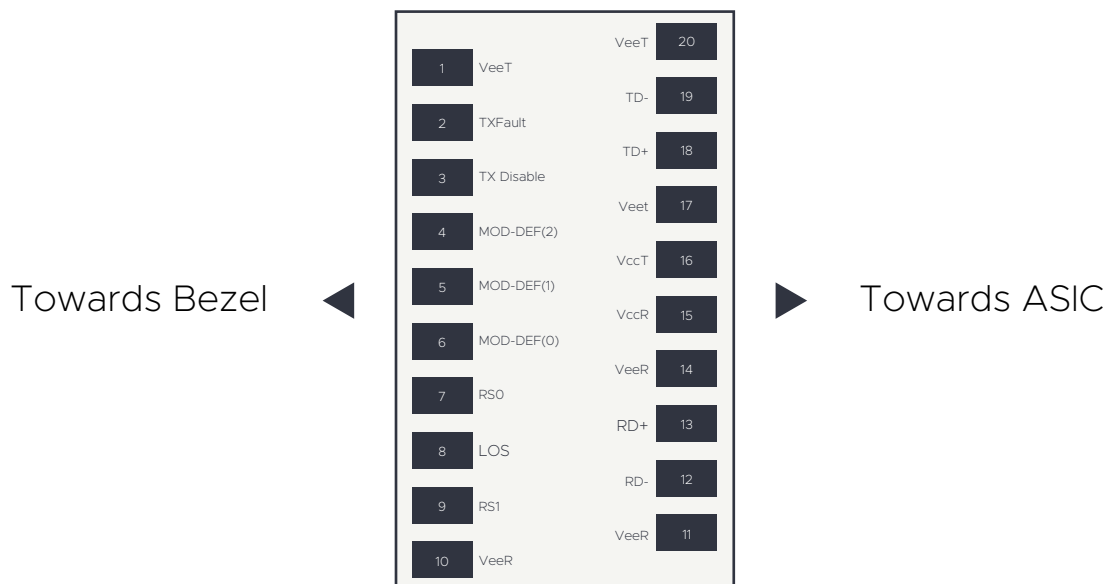 Towards Bezel
1 VeeT
2 TXFault
3 TX Disable
4 MOD-DEF(2)
5 MOD-DEF(1)
6 MOD-DEF(0)
7 RS0
8 LOS
9 RS1
10 VeeR
VeeT 20
TD- 19
TD+ 18
Veet 17
VccT 16
VccR 15
VeeR 14
RD+ 13
RD- 12
VeeR 11
Towards ASIC